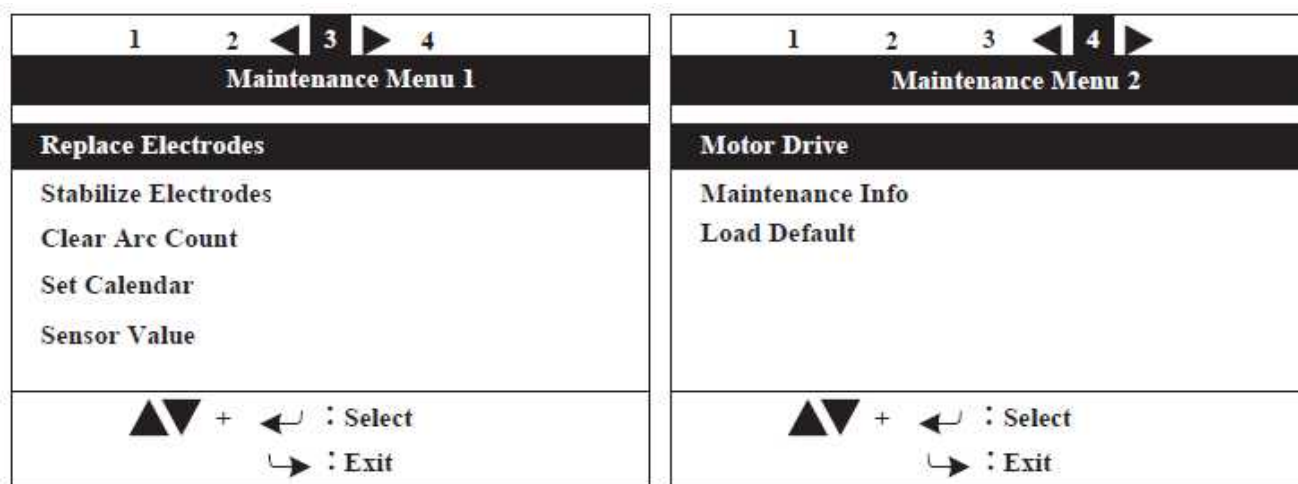 1 2 ◀ 3 ▶ 4
Maintenance Menu 1
Replace Electrodes
Stabilize Electrodes
Clear Arc Count
Set Calendar
Sensor Value
▲▼ + ↵ : Select
↳ : Exit
1 2 3 ◀ 4 ▶
Maintenance Menu 2
Motor Drive
Maintenance Info
Load Default
▲▼ + ↵ : Select
↳ : Exit